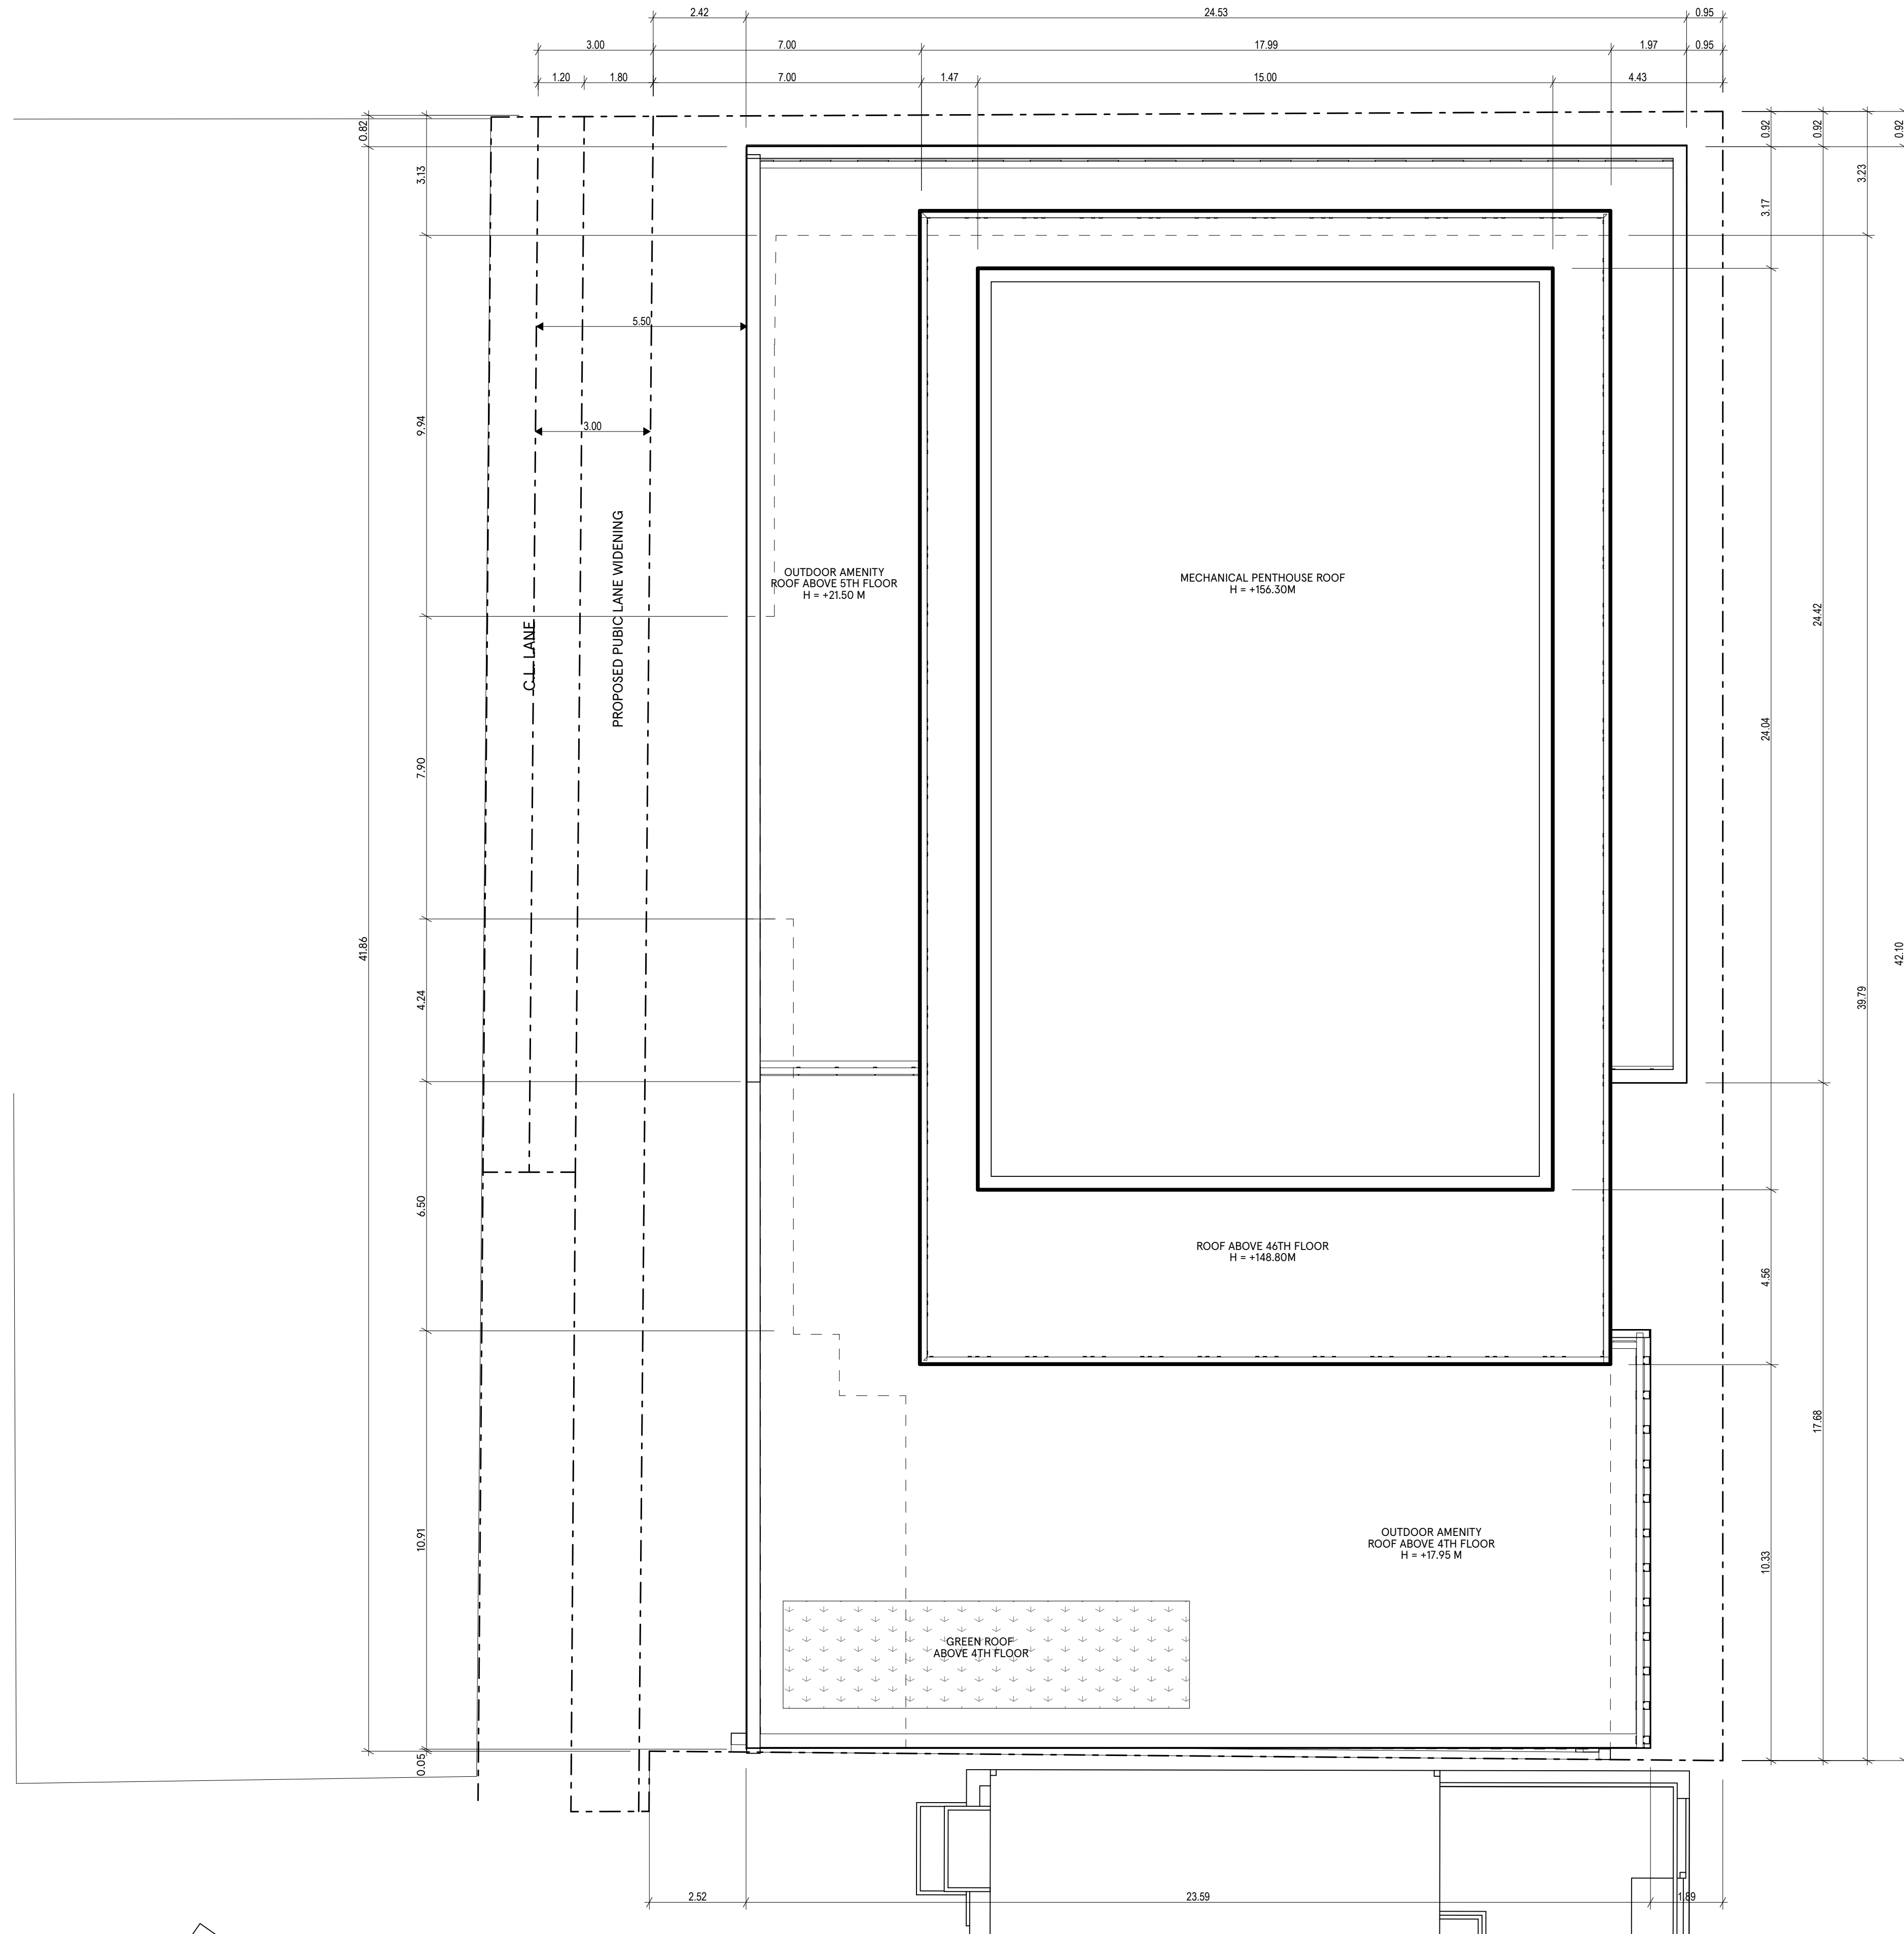 2.42
24.53
0.95
3.00
7.00
17.99
1.97
0.95
1.20
1.80
7.00
1.47
15.00
4.43
0.82
3.13
0.92
0.92
0.92
3.23
3.17
5.50
9.94
3.00
PROPOSED PUBIC LANE WIDENING
C.L. LANE
OUTDOOR AMENITY
ROOF ABOVE 5TH FLOOR
H = +21.50 M
MECHANICAL PENTHOUSE ROOF
H = +156.30M
24.42
24.04
7.90
41.86
42.10
4.24
39.79
6.50
ROOF ABOVE 46TH FLOOR
H = +148.80M
4.56
17.68
10.91
OUTDOOR AMENITY
ROOF ABOVE 4TH FLOOR
H = +17.95 M
10.33
GREEN ROOF
ABOVE 4TH FLOOR
0.05
2.52
23.59
1.89